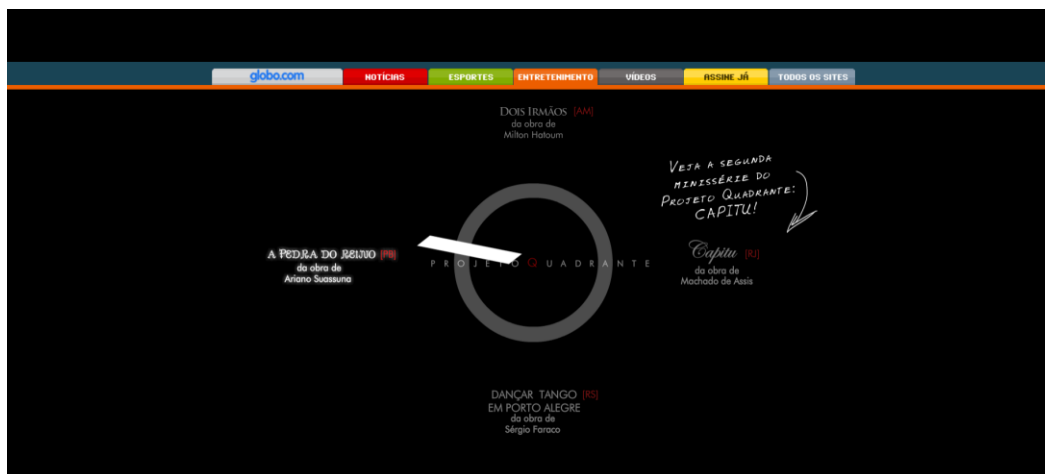 globo.com NOTÍCIAS ESPORTES ENTRETENIMENTO VÍDEOS ASSINE JÁ TODOS OS SITES
DOIS IRMÃOS [AM]
da obra de
Milton Hatoum
VEJA A SEGUNDA
MINISSÉRIE DO
PROJETO QUADRANTE:
CAPITU!
A PEDRA DO REINO [PB]
da obra de
Ariano Suassuna
PROJETO QUADRANTE
Capitu [RJ]
da obra de
Machado de Assis
DANÇAR TANGO [RS]
EM PORTO ALEGRE
da obra de
Sérgio Faraco